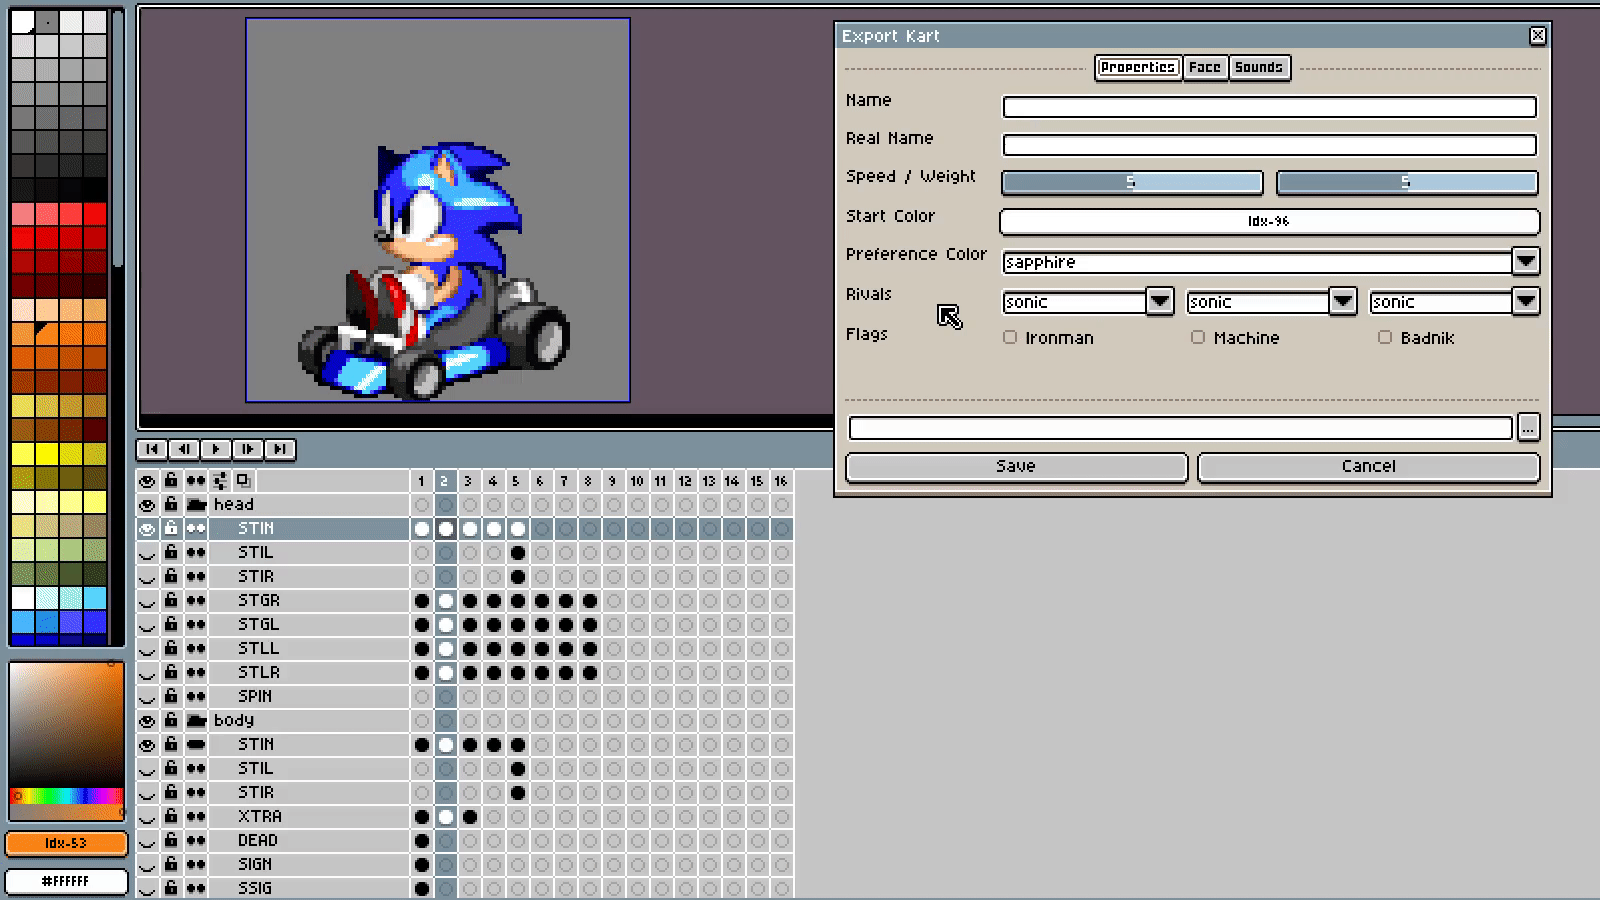 Export Kart
Properties Face Sounds
Name
Real Name
Speed / Weight 5 5
Start Color Idx-96
Preference Color sapphire
Rivals sonic sonic sonic
Flags Ironman Machine Badnik
...
Save Cancel
1 2 3 4 5 6 7 8 9 10 11 12 13 14 15 16
head
STIN
STIL
STIR
STGR
STGL
STLL
STLR
SPIN
body
STIN
STIL
STIR
XTRA
DEAD
SIGN
SSIG
Idx-53
#FFFFFF